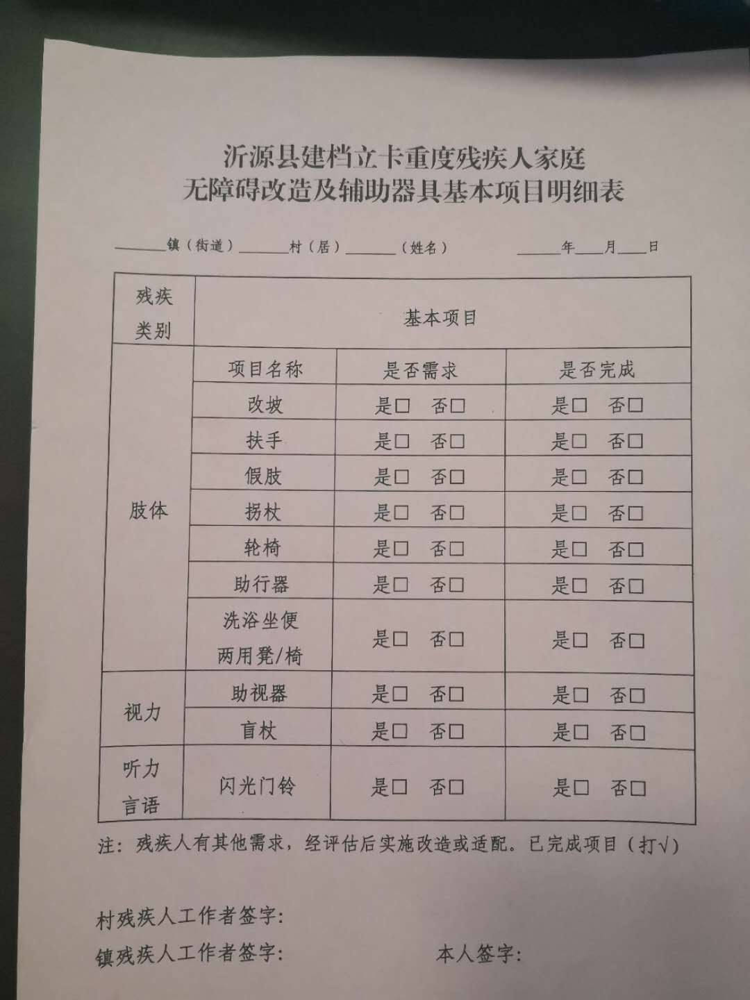 沂源县建档立卡重度残疾人家庭
无障碍改造及辅助器具基本项目明细表
______镇（街道）______村（居）______（姓名） _____年___月___日
残疾
类别
基本项目
项目名称 是否需求 是否完成
肢体
改坡 是□ 否□ 是□ 否□
扶手 是□ 否□ 是□ 否□
假肢 是□ 否□ 是□ 否□
拐杖 是□ 否□ 是□ 否□
轮椅 是□ 否□ 是□ 否□
助行器 是□ 否□ 是□ 否□
洗浴坐便
两用凳/椅 是□ 否□ 是□ 否□
视力
助视器 是□ 否□ 是□ 否□
盲杖 是□ 否□ 是□ 否□
听力
言语
闪光门铃 是□ 否□ 是□ 否□
注：残疾人有其他需求，经评估后实施改造或适配。已完成项目（打√）
村残疾人工作者签字：
镇残疾人工作者签字： 本人签字：